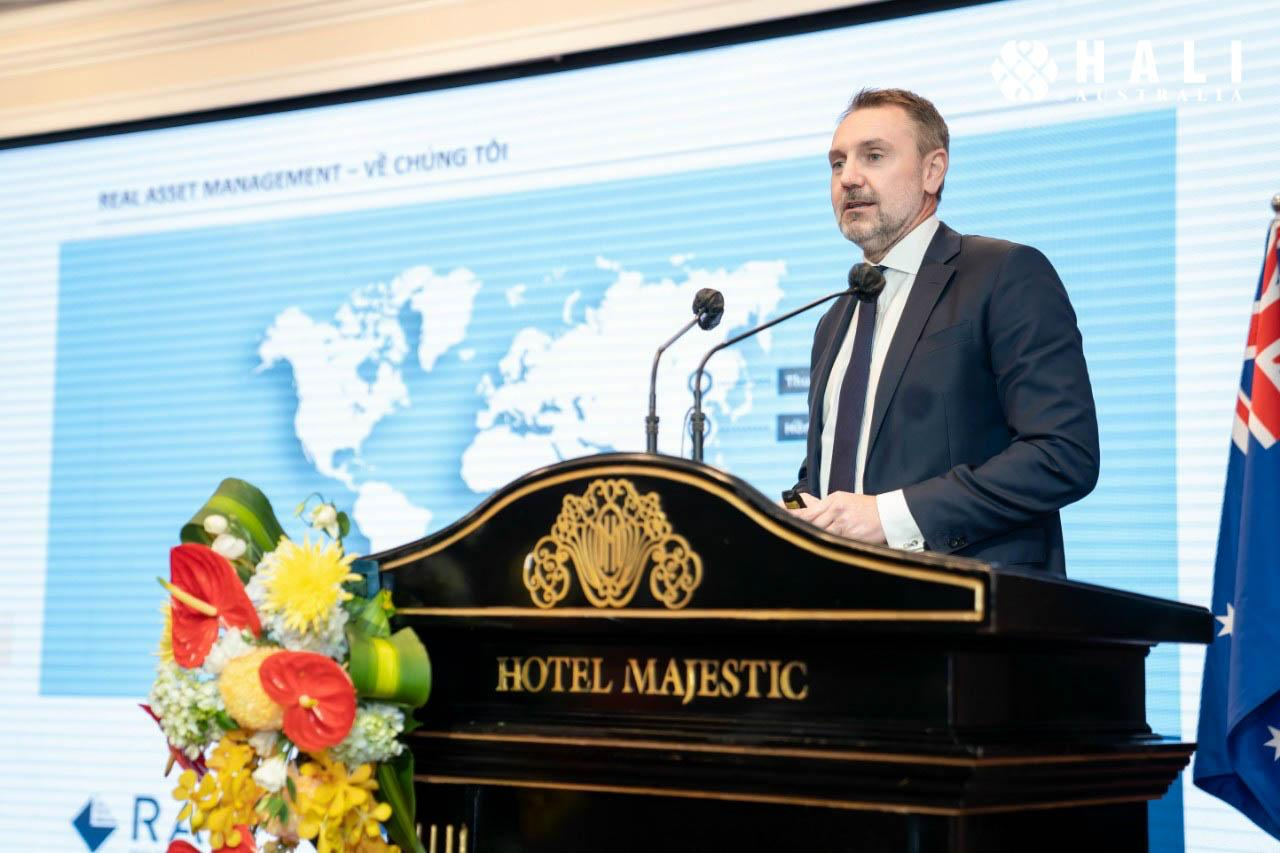 HALI
AUSTRALIA
REAL ASSET MANAGEMENT – VỀ CHÚNG TÔI
HOTEL MAJESTIC